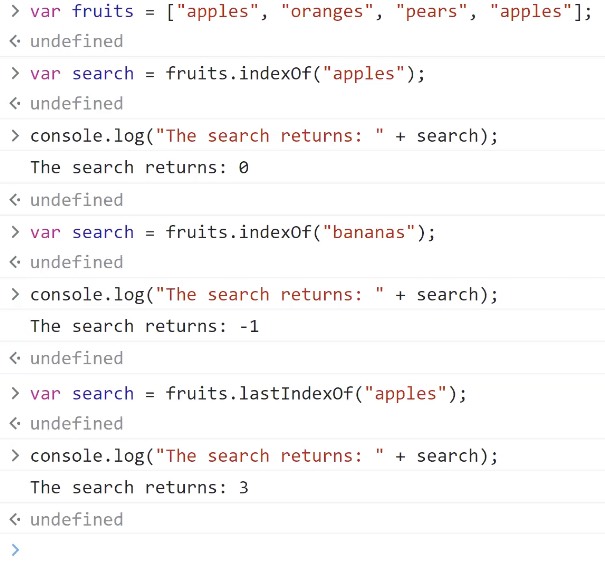 > var fruits = ["apples", "oranges", "pears", "apples"];
undefined
> var search = fruits.indexOf("apples");
undefined
> console.log("The search returns: " + search);
The search returns: 0
undefined
> var search = fruits.indexOf("bananas");
undefined
> console.log("The search returns: " + search);
The search returns: -1
undefined
> var search = fruits.lastIndexOf("apples");
undefined
> console.log("The search returns: " + search);
The search returns: 3
undefined
>